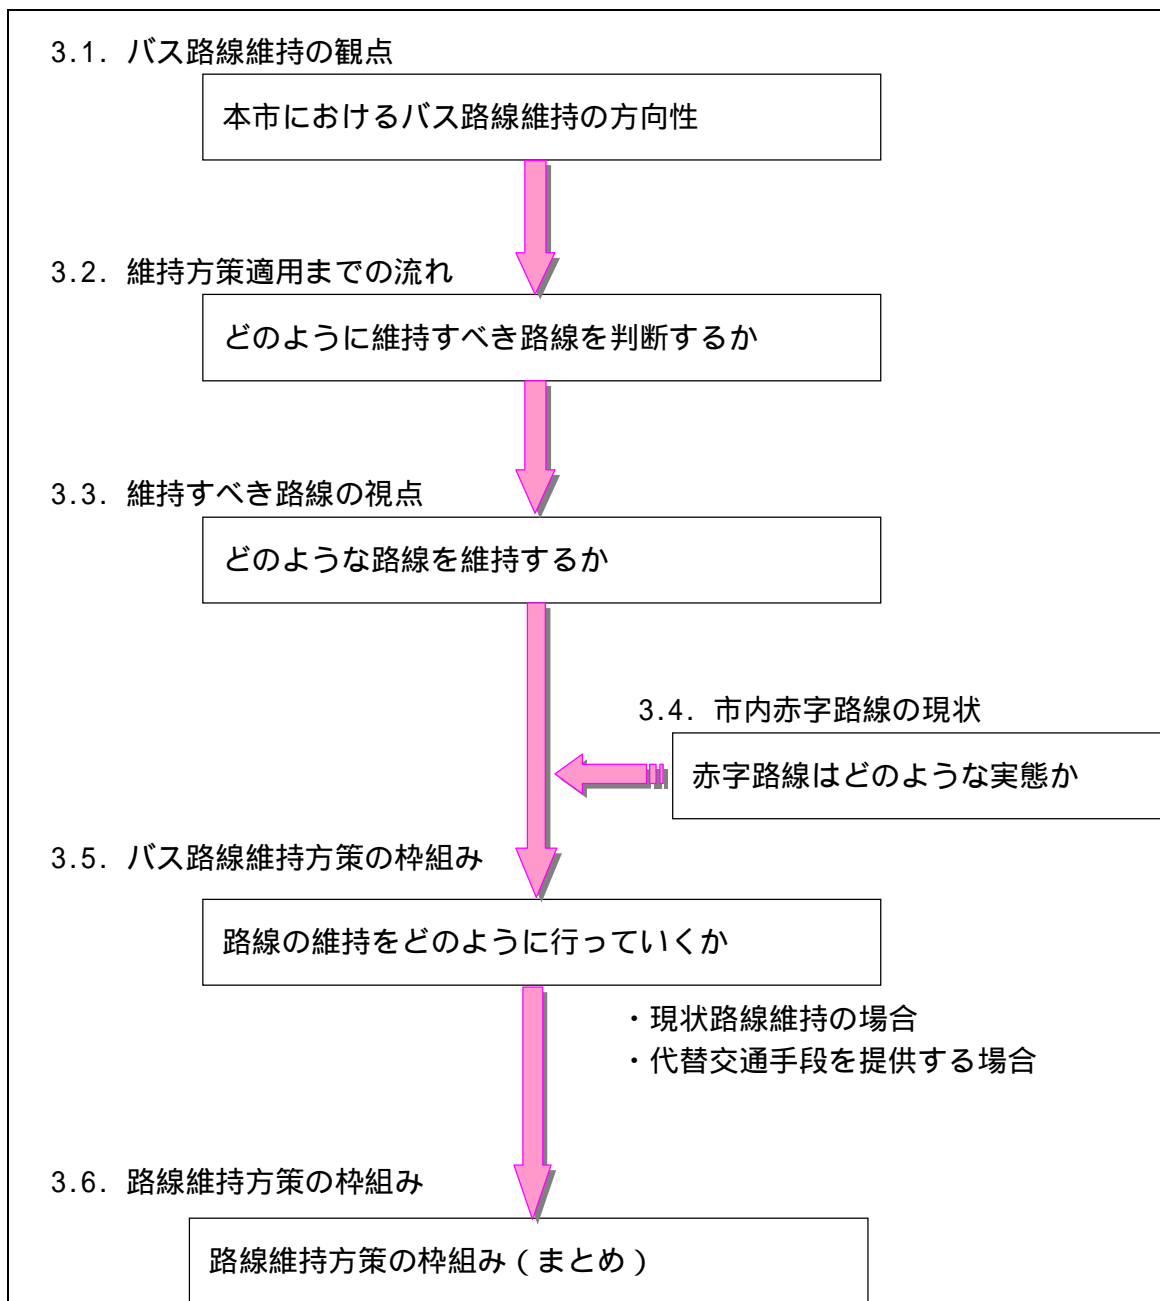 3.1. バス路線維持の観点
本市におけるバス路線維持の方向性
3.2. 維持方策適用までの流れ
どのように維持すべき路線を判断するか
3.3. 維持すべき路線の視点
どのような路線を維持するか
3.4. 市内赤字路線の現状
赤字路線はどのような実態か
3.5. バス路線維持方策の枠組み
路線の維持をどのように行っていくか
・現状路線維持の場合
・代替交通手段を提供する場合
3.6. 路線維持方策の枠組み
路線維持方策の枠組み(まとめ)